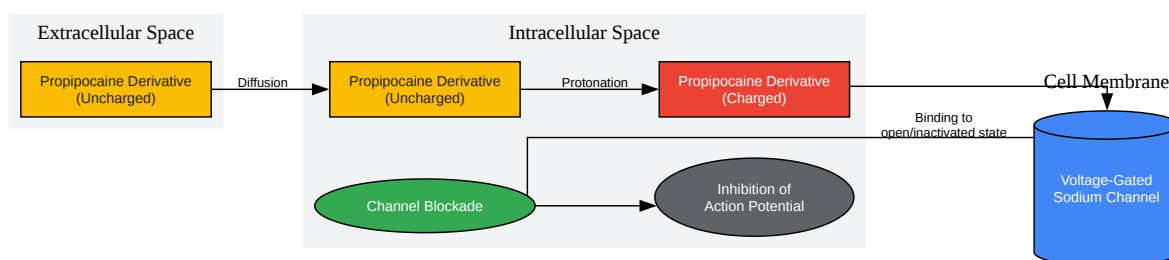 Extracellular Space
Propipocaine Derivative
(Uncharged)
Diffusion
Intracellular Space
Propipocaine Derivative
(Uncharged)
Protonation
Propipocaine Derivative
(Charged)
Cell Membrane
Binding to
open/inactivated state
Voltage-Gated
Sodium Channel
Channel Blockade
Inhibition of
Action Potential